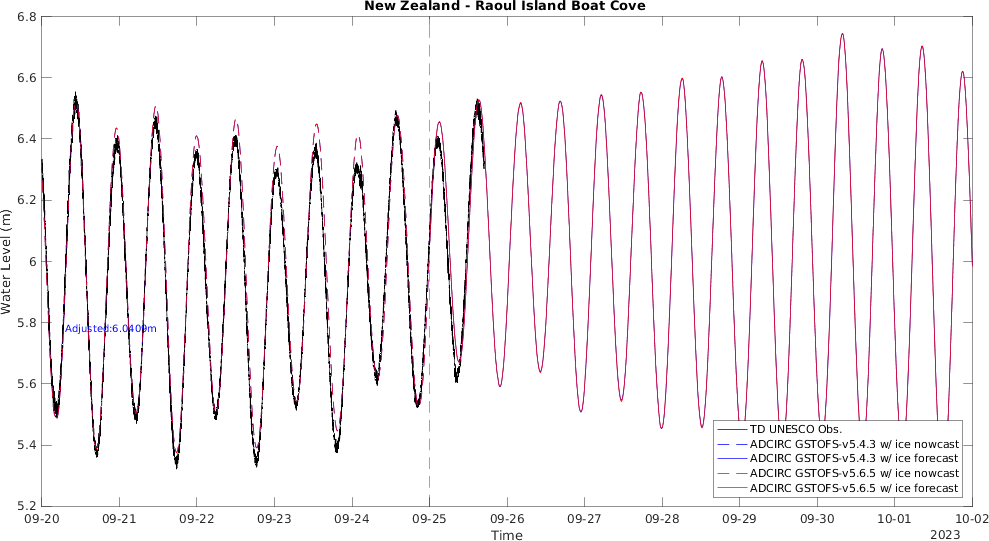 New Zealand - Raoul Island Boat Cove
6.8
6.6
6.4
6.2
6
5.8
5.6
5.4
5.2
Water Level (m)
Adjusted:6.0409m
TD UNESCO Obs.
ADCIRC GSTOFS-v5.4.3 w/ ice nowcast
ADCIRC GSTOFS-v5.4.3 w/ ice forecast
ADCIRC GSTOFS-v5.6.5 w/ ice nowcast
ADCIRC GSTOFS-v5.6.5 w/ ice forecast
09-20 09-21 09-22 09-23 09-24 09-25 09-26 09-27 09-28 09-29 09-30 10-01 10-02
Time
2023